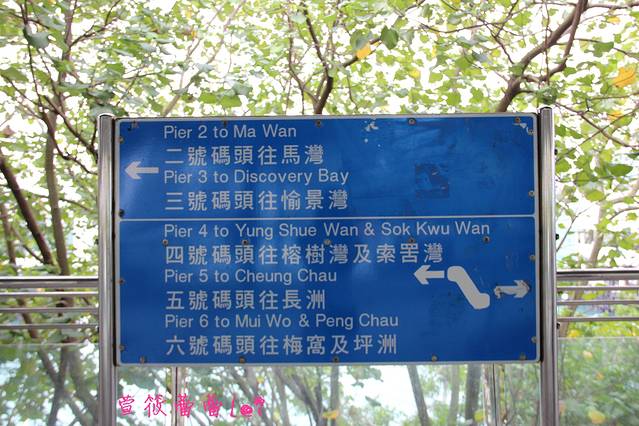 Pier 2 to Ma Wan
二號碼頭往馬灣
Pier 3 to Discovery Bay
三號碼頭往愉景灣
Pier 4 to Yung Shue Wan & Sok Kwu Wan
四號碼頭往榕樹灣及索罟灣
Pier 5 to Cheung Chau
五號碼頭往長洲
Pier 6 to Mui Wo & Peng Chau
六號碼頭往梅窩及坪洲